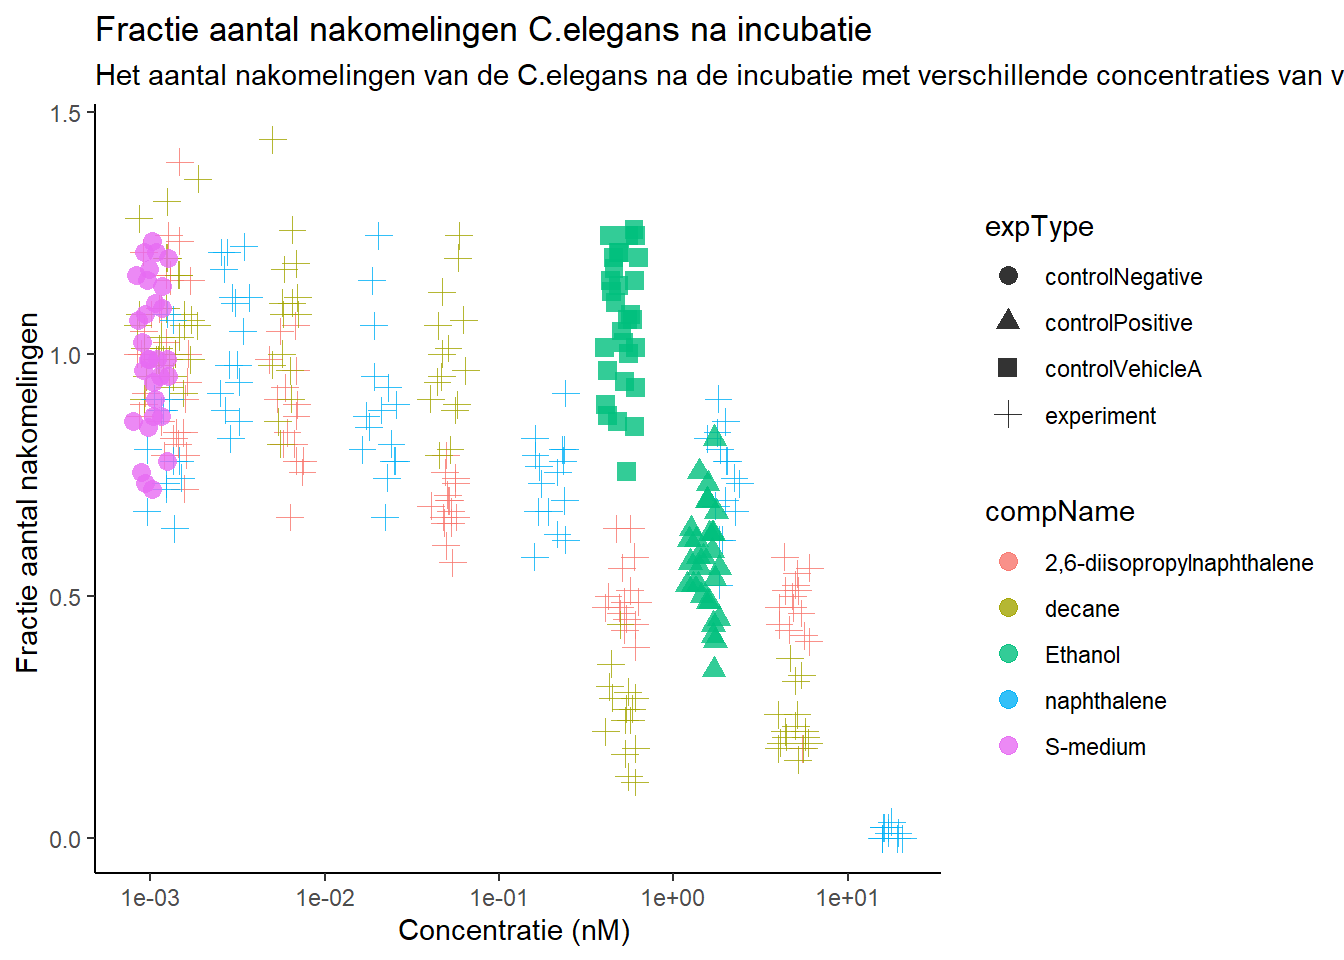 Fractie aantal nakomelingen C.elegans na incubatie
Het aantal nakomelingen van de C.elegans na de incubatie met verschillende concentraties van v
1.5
1.0
0.5
0.0
Fractie aantal nakomelingen
1e-03
1e-02
1e-01
1e+00
1e+01
Concentratie (nM)
expType
controlNegative
controlPositive
controlVehicleA
experiment
compName
2,6-diisopropylnaphthalene
decane
Ethanol
naphthalene
S-medium